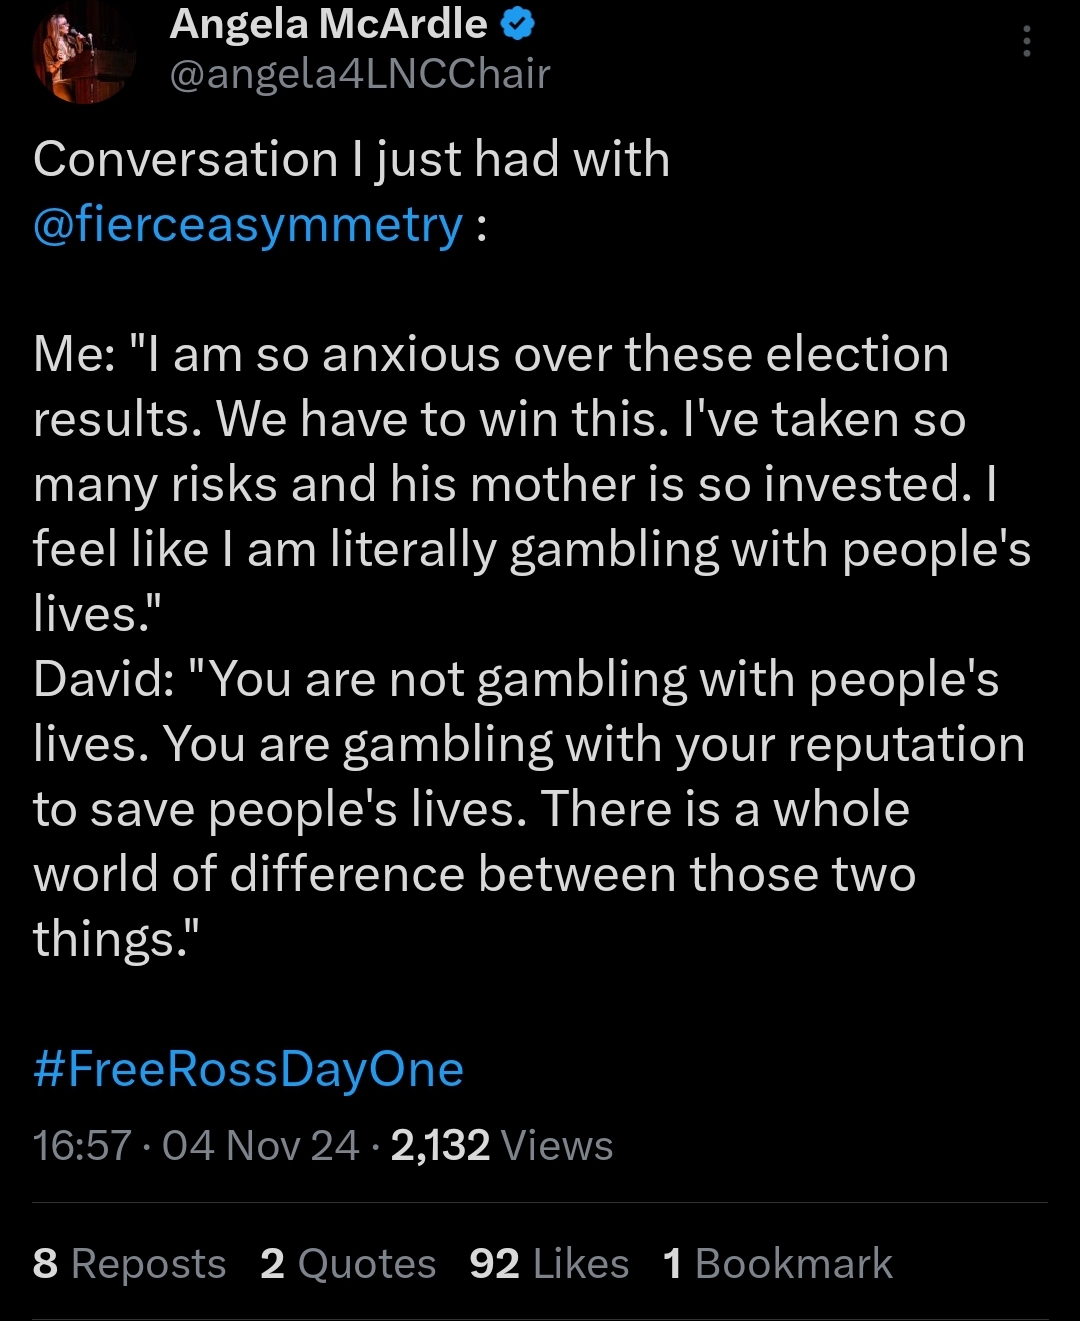 Angela McArdle
@angela4LNCChair
Conversation I just had with
@fierceasymmetry :
Me: "I am so anxious over these election
results. We have to win this. I've taken so
many risks and his mother is so invested. I
feel like I am literally gambling with people's
lives."
David: "You are not gambling with people's
lives. You are gambling with your reputation
to save people's lives. There is a whole
world of difference between those two
things."
#FreeRossDayOne
16:57 · 04 Nov 24 · 2,132 Views
8 Reposts 2 Quotes 92 Likes 1 Bookmark